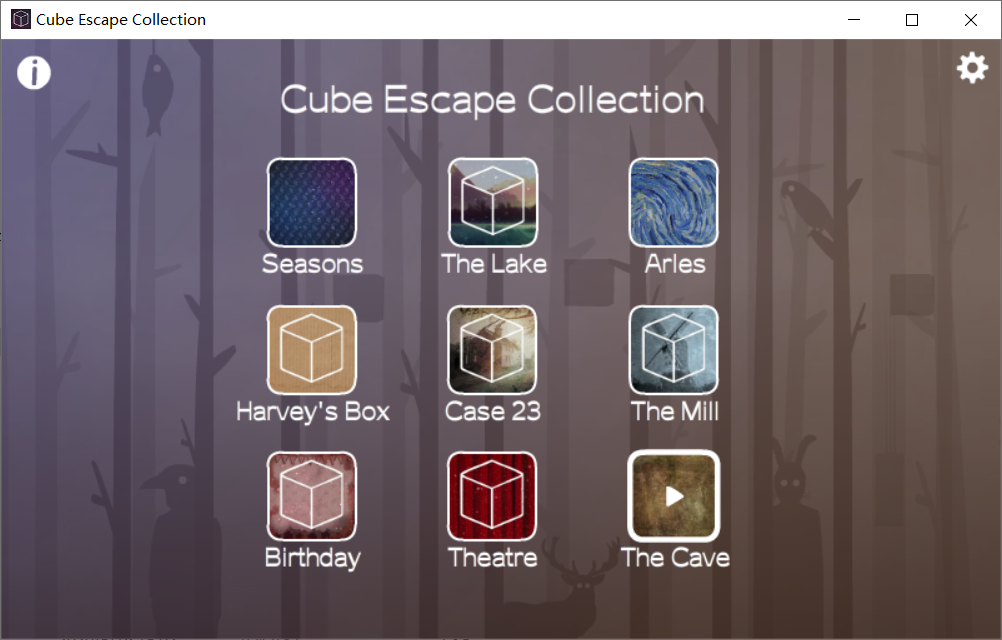 Cube Escape Collection
Cube Escape Collection
Seasons
The Lake
Arles
Harvey's Box
Case 23
The Mill
Birthday
Theatre
The Cave